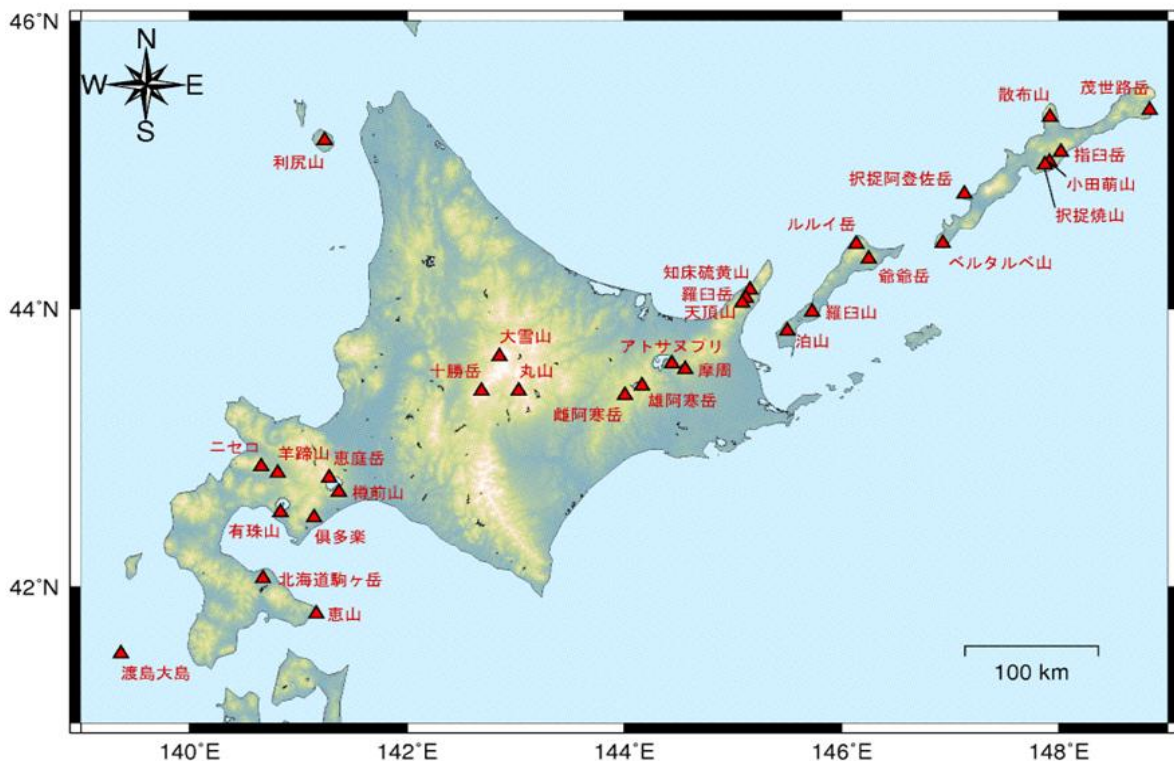 46°N
N
W E
S
利尻山
散布山
茂世路岳
指臼岳
小田萌山
択捉焼山
択捉阿登佐岳
ベルタルベ山
ルルイ岳
爺爺岳
知床硫黄山
羅臼岳
天頂山
羅臼山
泊山
44°N
大雪山
十勝岳
丸山
アトサヌプリ
摩周
雄阿寒岳
雌阿寒岳
ニセコ
羊蹄山
恵庭岳
樽前山
有珠山
倶多楽
42°N
北海道駒ヶ岳
恵山
渡島大島
100 km
140°E
142°E
144°E
146°E
148°E